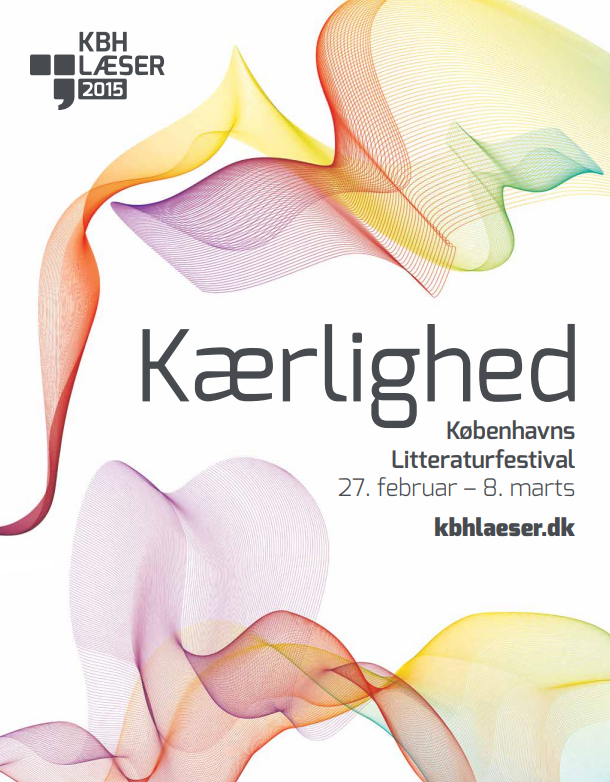 KBH
LÆSER
2015
Kærlighed
Københavns
Litteraturfestival
27. februar – 8. marts
kbhlaeser.dk